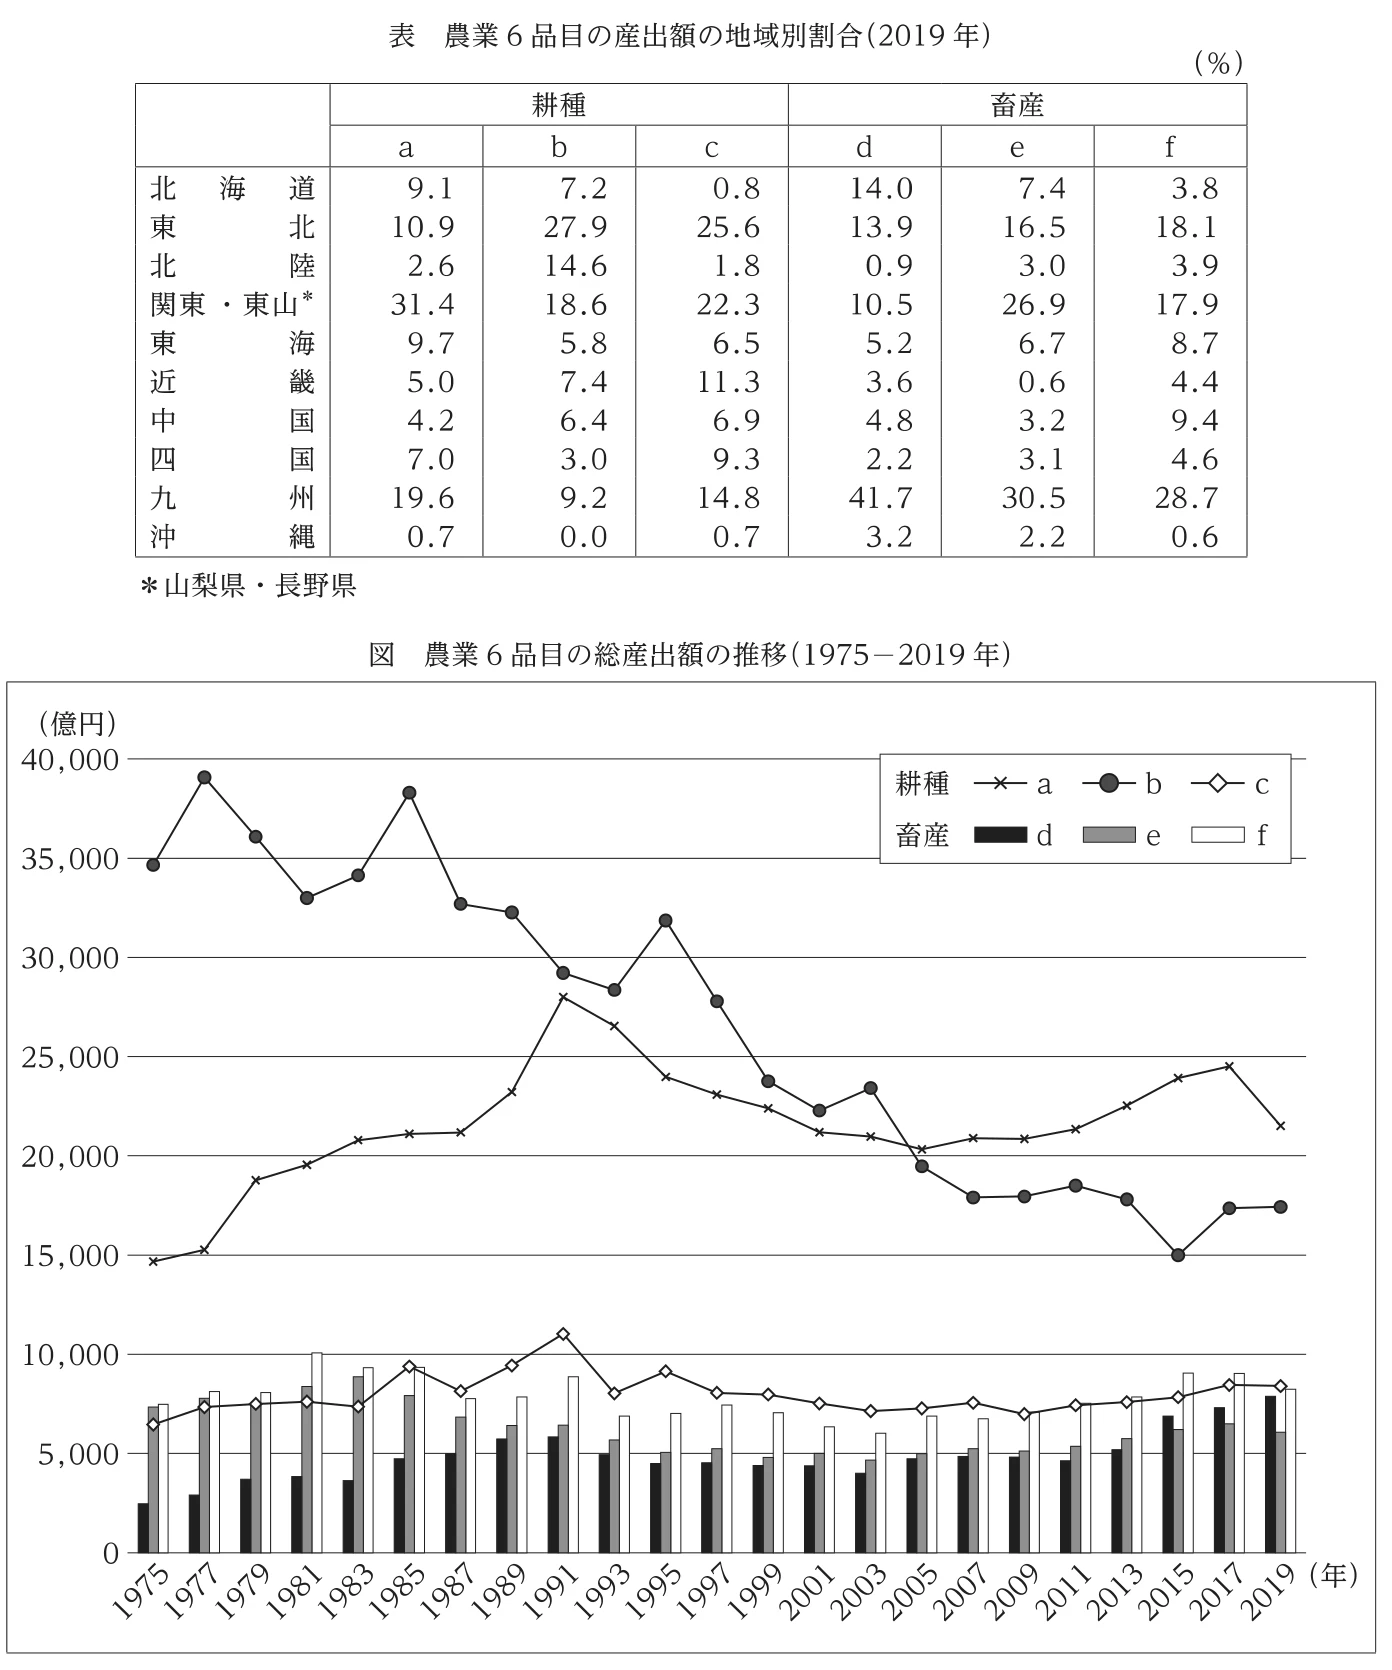 表　農業6品目の産出額の地域別割合(2019年)
(％)
耕種 畜産
a b c d e f
北海道 9.1 7.2 0.8 14.0 7.4 3.8
東北 10.9 27.9 25.6 13.9 16.5 18.1
北陸 2.6 14.6 1.8 0.9 3.0 3.9
関東・東山* 31.4 18.6 22.3 10.5 26.9 17.9
東海 9.7 5.8 6.5 5.2 6.7 8.7
近畿 5.0 7.4 11.3 3.6 0.6 4.4
中国 4.2 6.4 6.9 4.8 3.2 9.4
四国 7.0 3.0 9.3 2.2 3.1 4.6
九州 19.6 9.2 14.8 41.7 30.5 28.7
沖縄 0.7 0.0 0.7 3.2 2.2 0.6
＊山梨県・長野県
図　農業6品目の総産出額の推移(1975－2019年)
(億円)
40,000
耕種 a b c
畜産 d e f
35,000
30,000
25,000
20,000
15,000
10,000
5,000
0
1975 1977 1979 1981 1983 1985 1987 1989 1991 1993 1995 1997 1999 2001 2003 2005 2007 2009 2011 2013 2015 2017 2019 (年)